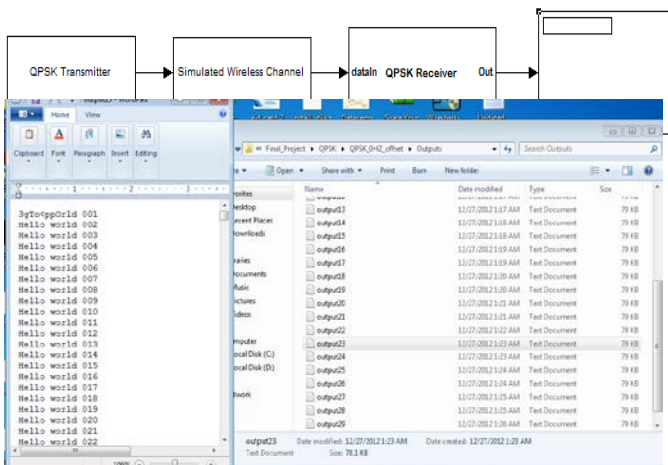 QPSK Transmitter
Simulated Wireless Channel
dataIn QPSK Receiver Out
Home View
Clipboard Font Paragraph Insert Editing
Find_Project QPSK QPSK_0HZ_offset Outputs
Search Outputs
Open Share with Print Burn New folder
Name Date modified Type Size
output13 12/27/2012 1:17 AM Text Document 79 KB
output14 12/27/2012 1:18 AM Text Document 79 KB
output15 12/27/2012 1:18 AM Text Document 79 KB
output16 12/27/2012 1:19 AM Text Document 79 KB
output17 12/27/2012 1:19 AM Text Document 79 KB
output18 12/27/2012 1:20 AM Text Document 79 KB
output19 12/27/2012 1:20 AM Text Document 79 KB
output20 12/27/2012 1:21 AM Text Document 79 KB
output21 12/27/2012 1:21 AM Text Document 79 KB
output22 12/27/2012 1:22 AM Text Document 79 KB
output23 12/27/2012 1:23 AM Text Document 79 KB
output24 12/27/2012 1:23 AM Text Document 79 KB
output25 12/27/2012 1:24 AM Text Document 79 KB
output26 12/27/2012 1:24 AM Text Document 79 KB
output27 12/27/2012 1:25 AM Text Document 79 KB
output28 12/27/2012 1:25 AM Text Document 79 KB
output29 12/27/2012 1:26 AM Text Document 79 KB
output23 Date modified: 12/27/2012 1:23 AM Date created: 12/27/2012 1:23 AM
Text Document Size: 78.1 KB
3gTo<ppOrld 001
Hello world 002
Hello world 003
Hello world 004
Hello world 005
Hello world 006
Hello world 007
Hello world 008
Hello world 009
Hello world 010
Hello world 011
Hello world 012
Hello world 013
Hello world 014
Hello world 015
Hello world 016
Hello world 017
Hello world 018
Hello world 019
Hello world 020
Hello world 021
Hello world 022